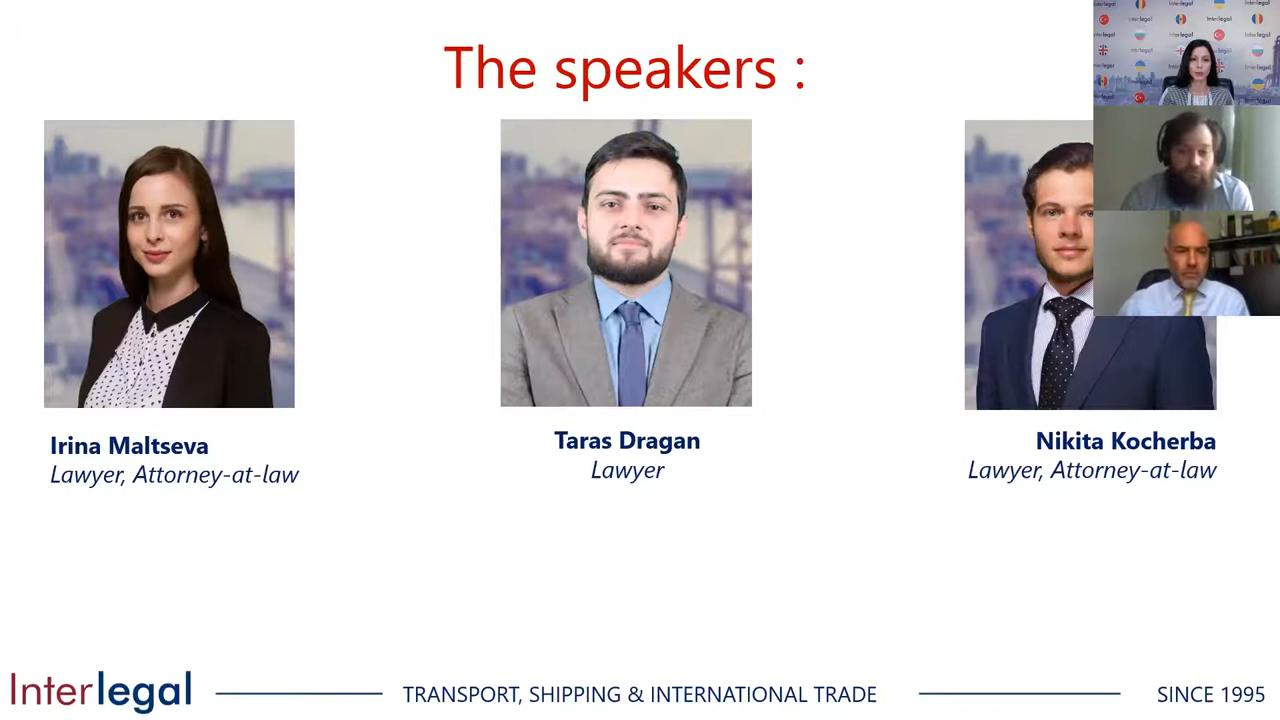 The speakers :
Irina Maltseva
Lawyer, Attorney-at-law
Taras Dragan
Lawyer
Nikita Kocherba
Lawyer, Attorney-at-law
Interlegal
TRANSPORT, SHIPPING & INTERNATIONAL TRADE
SINCE 1995